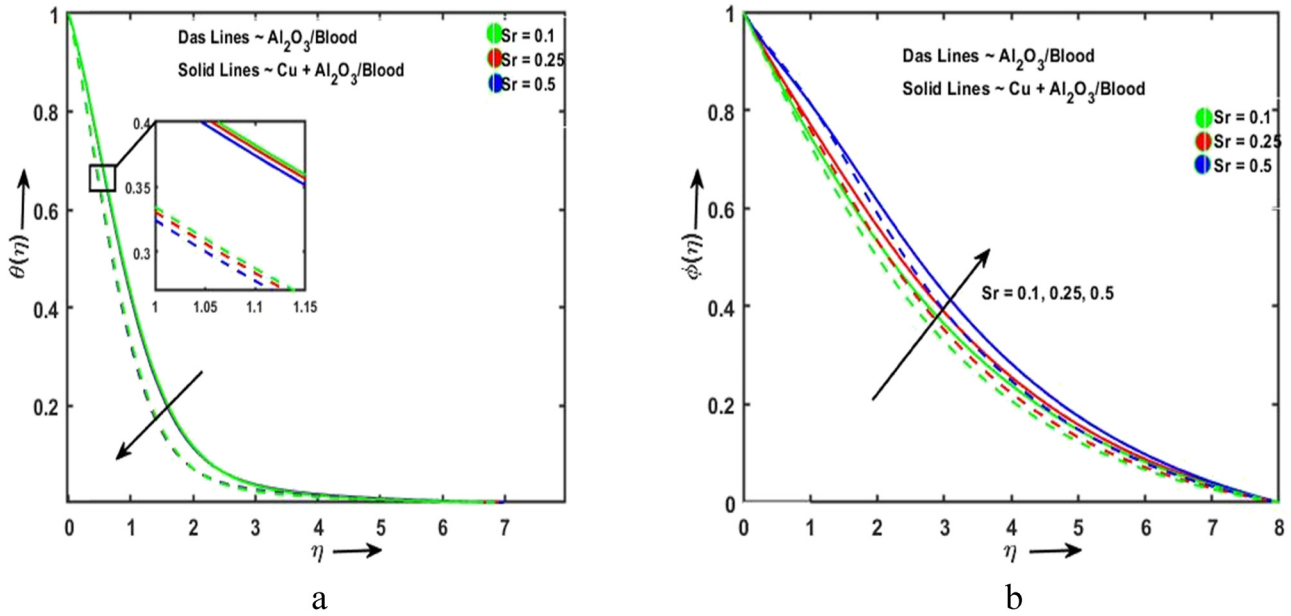 Das Lines ~ Al2O3/Blood
Solid Lines ~ Cu + Al2O3/Blood
Sr = 0.1
Sr = 0.25
Sr = 0.5
1
0.8
0.6
0.4
0.2
0
0 1 2 3 4 5 6 7
0.4
0.35
0.3
1 1.05 1.1 1.15
θ(η)
η
a
Das Lines ~ Al2O3/Blood
Solid Lines ~ Cu + Al2O3/Blood
Sr = 0.1
Sr = 0.25
Sr = 0.5
Sr = 0.1, 0.25, 0.5
1
0.8
0.6
0.4
0.2
0
0 1 2 3 4 5 6 7 8
ϕ(η)
η
b